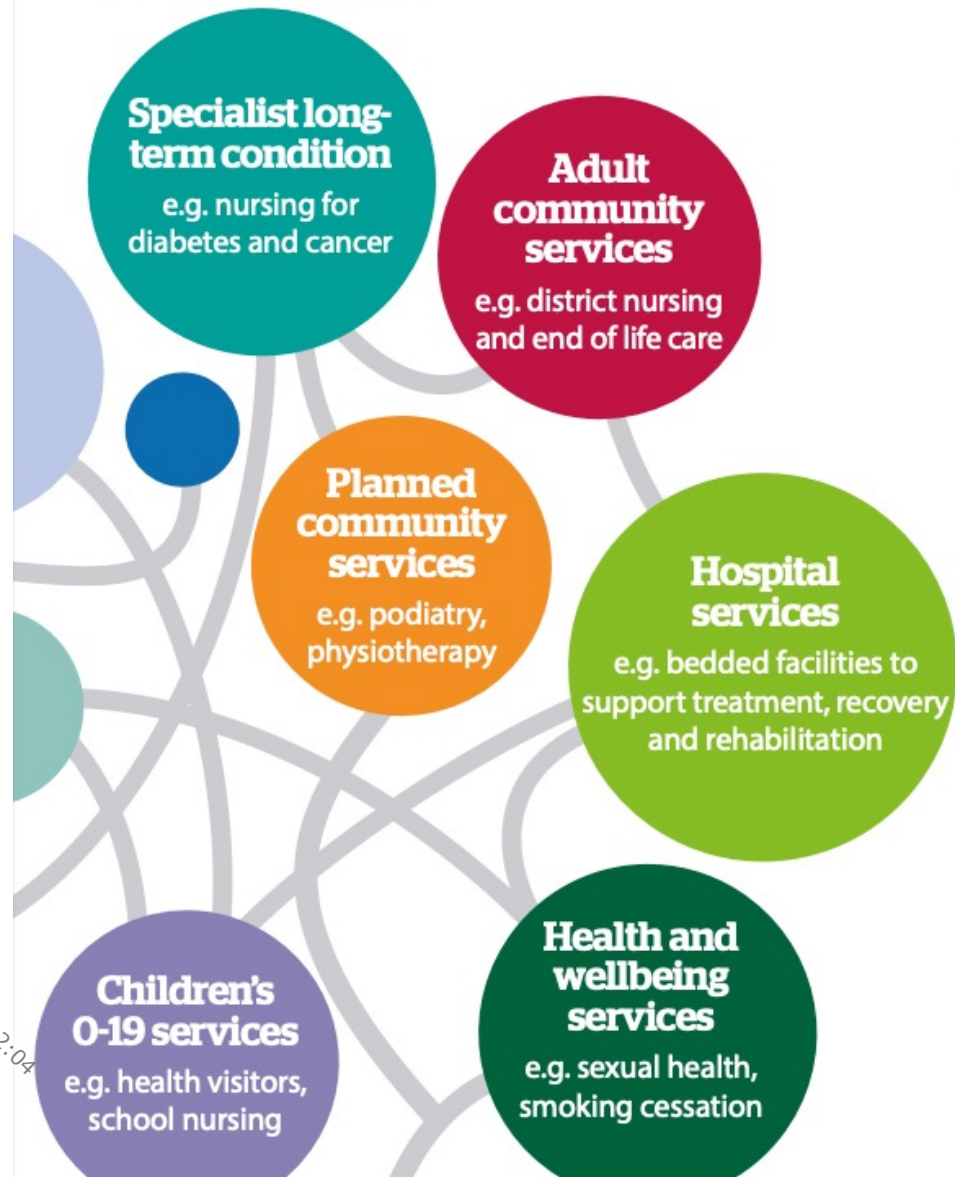 Specialist long-
term condition
e.g. nursing for
diabetes and cancer
Adult
community
services
e.g. district nursing
and end of life care
Planned
community
services
e.g. podiatry,
physiotherapy
Hospital
services
e.g. bedded facilities to
support treatment, recovery
and rehabilitation
Children's
0-19 services
e.g. health visitors,
school nursing
Health and
wellbeing
services
e.g. sexual health,
smoking cessation
2:04